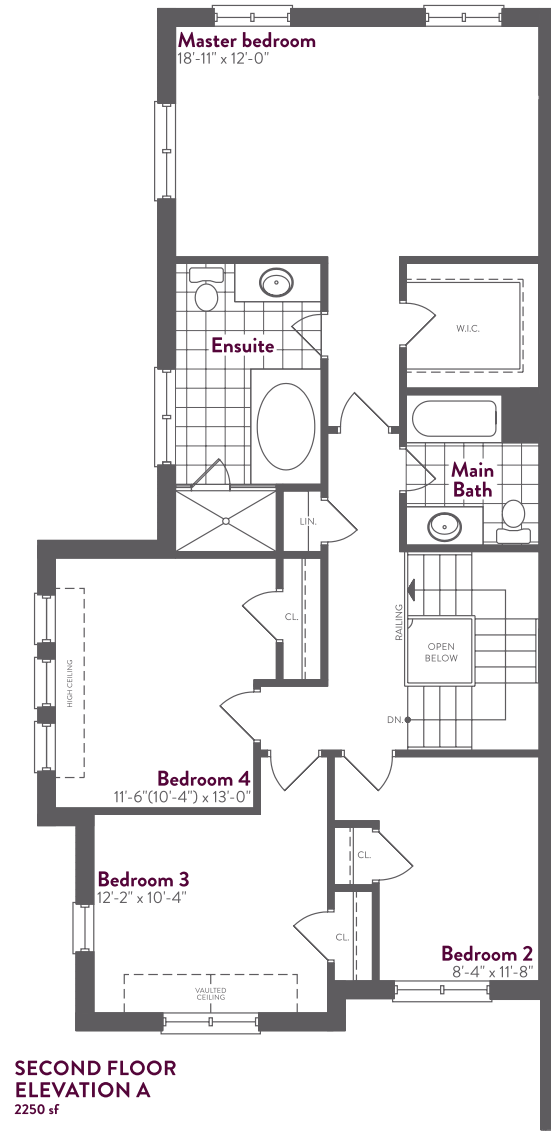 Master bedroom
18'-11" x 12'-0"
Ensuite
W.I.C.
Main
Bath
LIN.
CL.
RAILING
OPEN
BELOW
HIGH CEILING
DN.
Bedroom 4
11'-6"(10'-4") x 13'-0"
CL.
Bedroom 3
12'-2" x 10'-4"
CL.
Bedroom 2
8'-4" x 11'-8"
VAULTED
CEILING
SECOND FLOOR
ELEVATION A
2250 sf